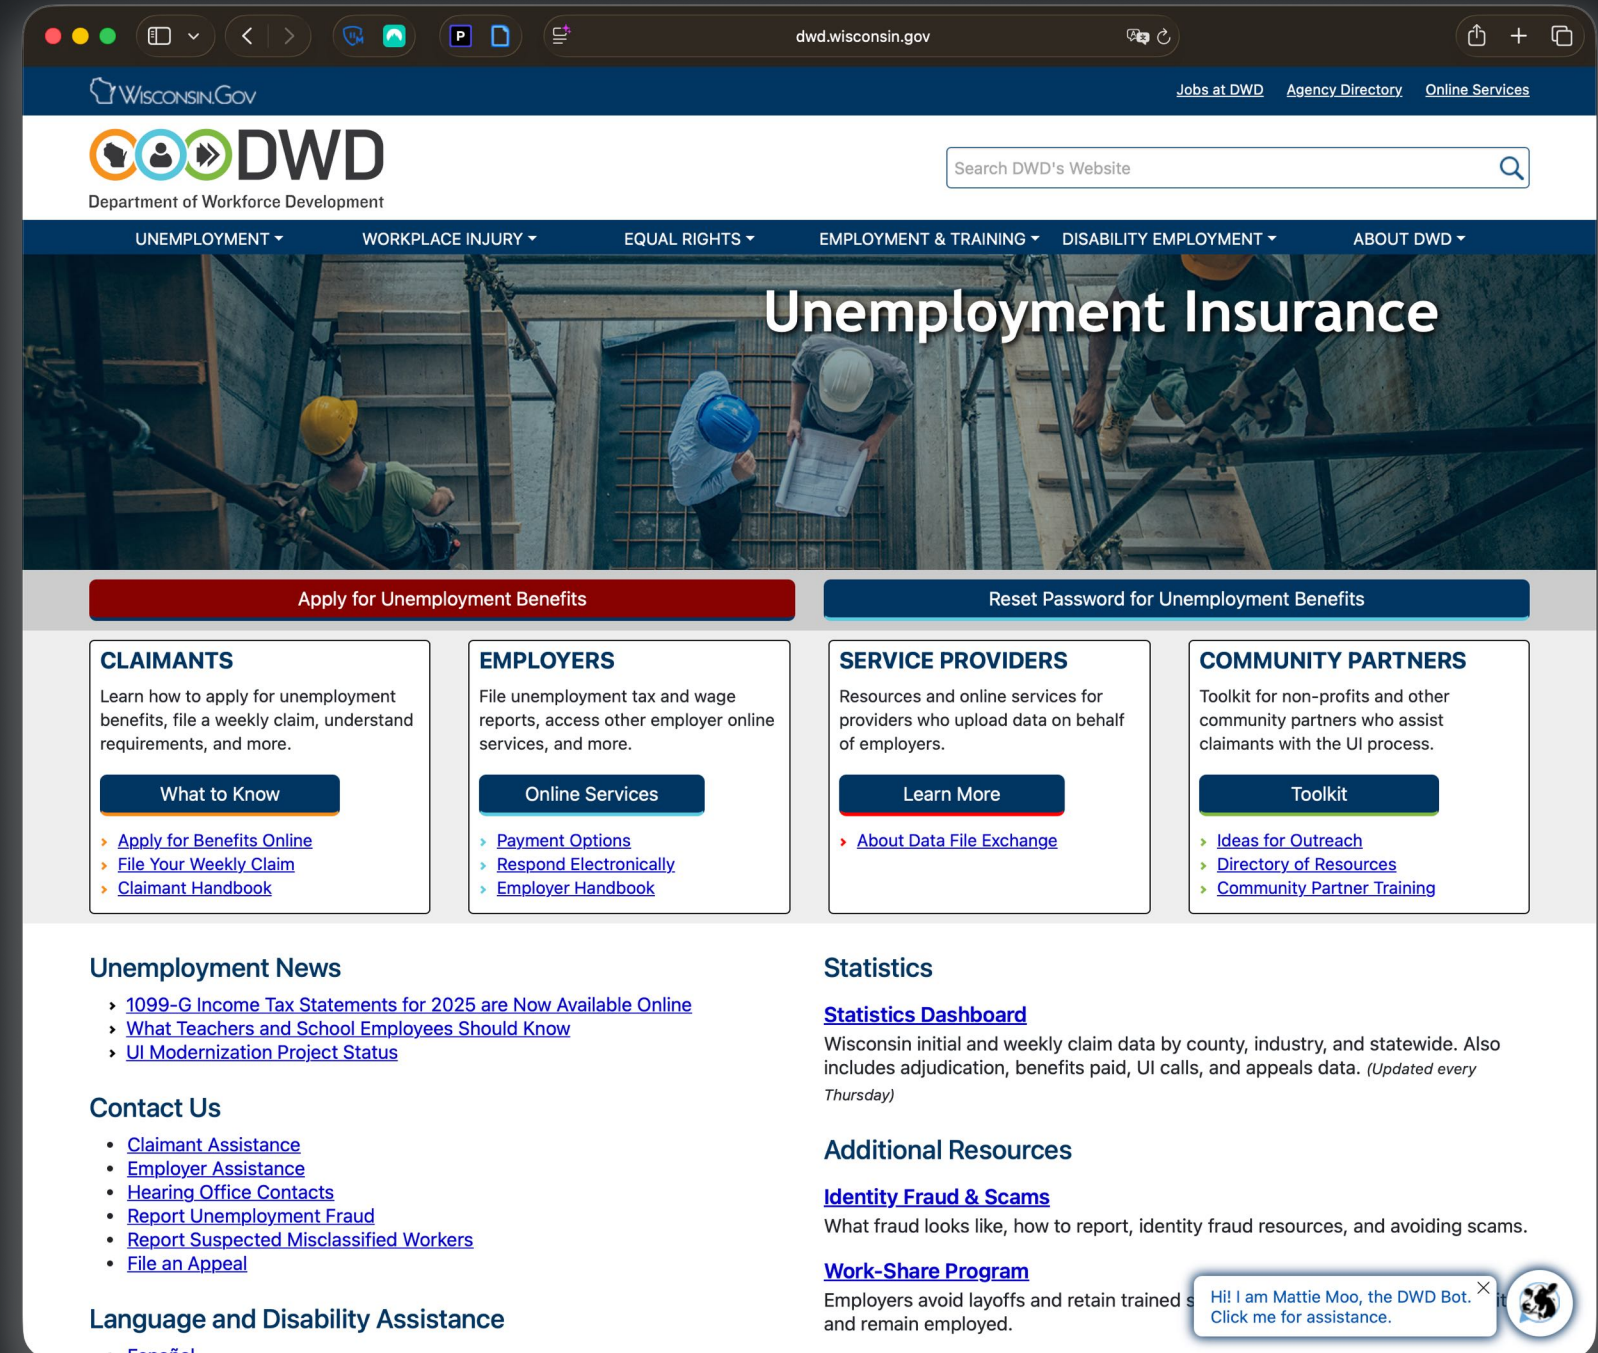 dwd.wisconsin.gov
P
WISCONSIN.GOV
Jobs at DWD Agency Directory Online Services
DWD
Department of Workforce Development
Search DWD's Website
UNEMPLOYMENT WORKPLACE INJURY EQUAL RIGHTS EMPLOYMENT & TRAINING DISABILITY EMPLOYMENT ABOUT DWD
Unemployment Insurance
Apply for Unemployment Benefits
Reset Password for Unemployment Benefits
CLAIMANTS
Learn how to apply for unemployment
benefits, file a weekly claim, understand
requirements, and more.
What to Know
Apply for Benefits Online
File Your Weekly Claim
Claimant Handbook
EMPLOYERS
File unemployment tax and wage
reports, access other employer online
services, and more.
Online Services
Payment Options
Respond Electronically
Employer Handbook
SERVICE PROVIDERS
Resources and online services for
providers who upload data on behalf
of employers.
Learn More
About Data File Exchange
COMMUNITY PARTNERS
Toolkit for non-profits and other
community partners who assist
claimants with the UI process.
Toolkit
Ideas for Outreach
Directory of Resources
Community Partner Training
Unemployment News
1099-G Income Tax Statements for 2025 are Now Available Online
What Teachers and School Employees Should Know
UI Modernization Project Status
Contact Us
Claimant Assistance
Employer Assistance
Hearing Office Contacts
Report Unemployment Fraud
Report Suspected Misclassified Workers
File an Appeal
Language and Disability Assistance
Statistics
Statistics Dashboard
Wisconsin initial and weekly claim data by county, industry, and statewide. Also
includes adjudication, benefits paid, UI calls, and appeals data. (Updated every
Thursday)
Additional Resources
Identity Fraud & Scams
What fraud looks like, how to report, identity fraud resources, and avoiding scams.
Work-Share Program
Employers avoid layoffs and retain trained
and remain employed.
Hi! I am Mattie Moo, the DWD Bot.
Click me for assistance.